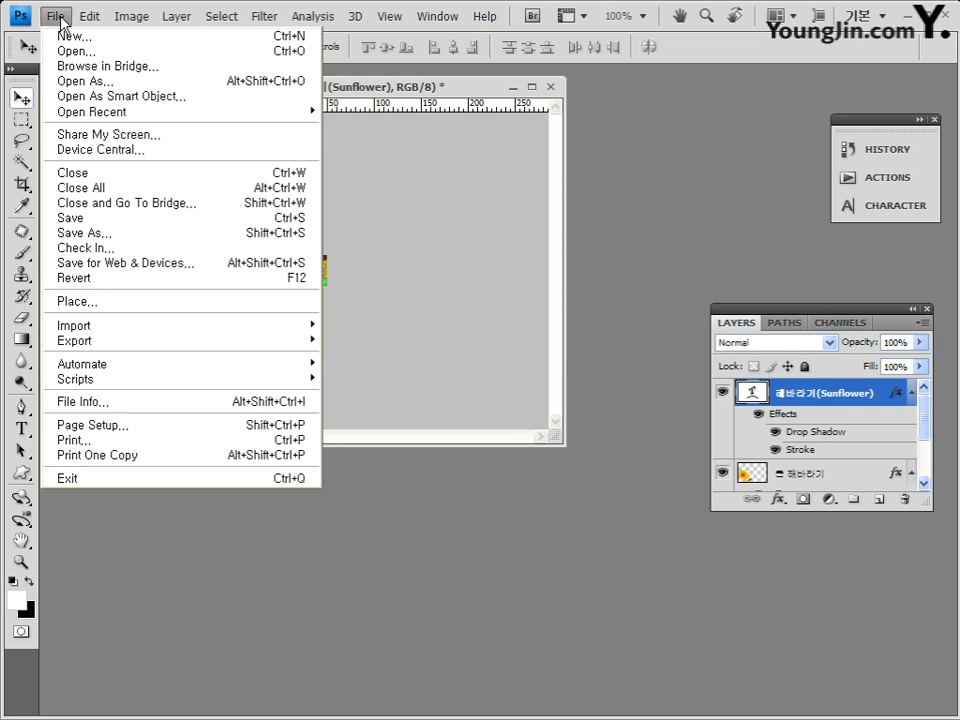 Ps File Edit Image Layer Select Filter Analysis 3D View Window Help Br 100% 기본
YoungJin.com Y.
New... Ctrl+N
Open... Ctrl+O
Browse in Bridge...
Open As... Alt+Shift+Ctrl+O
Open As Smart Object...
Open Recent
Share My Screen...
Device Central...
Close Ctrl+W
Close All Alt+Ctrl+W
Close and Go To Bridge... Shift+Ctrl+W
Save Ctrl+S
Save As... Shift+Ctrl+S
Check In...
Save for Web & Devices... Alt+Shift+Ctrl+S
Revert F12
Place...
Import
Export
Automate
Scripts
File Info... Alt+Shift+Ctrl+I
Page Setup... Shift+Ctrl+P
Print... Ctrl+P
Print One Copy Alt+Shift+Ctrl+P
Exit Ctrl+Q
(Sunflower), RGB/8) *
50 100 150 200 250
HISTORY
ACTIONS
CHARACTER
LAYERS PATHS CHANNELS
Normal Opacity: 100%
Lock: Fill: 100%
해바라기(Sunflower) fx
Effects
Drop Shadow
Stroke
해바라기 fx